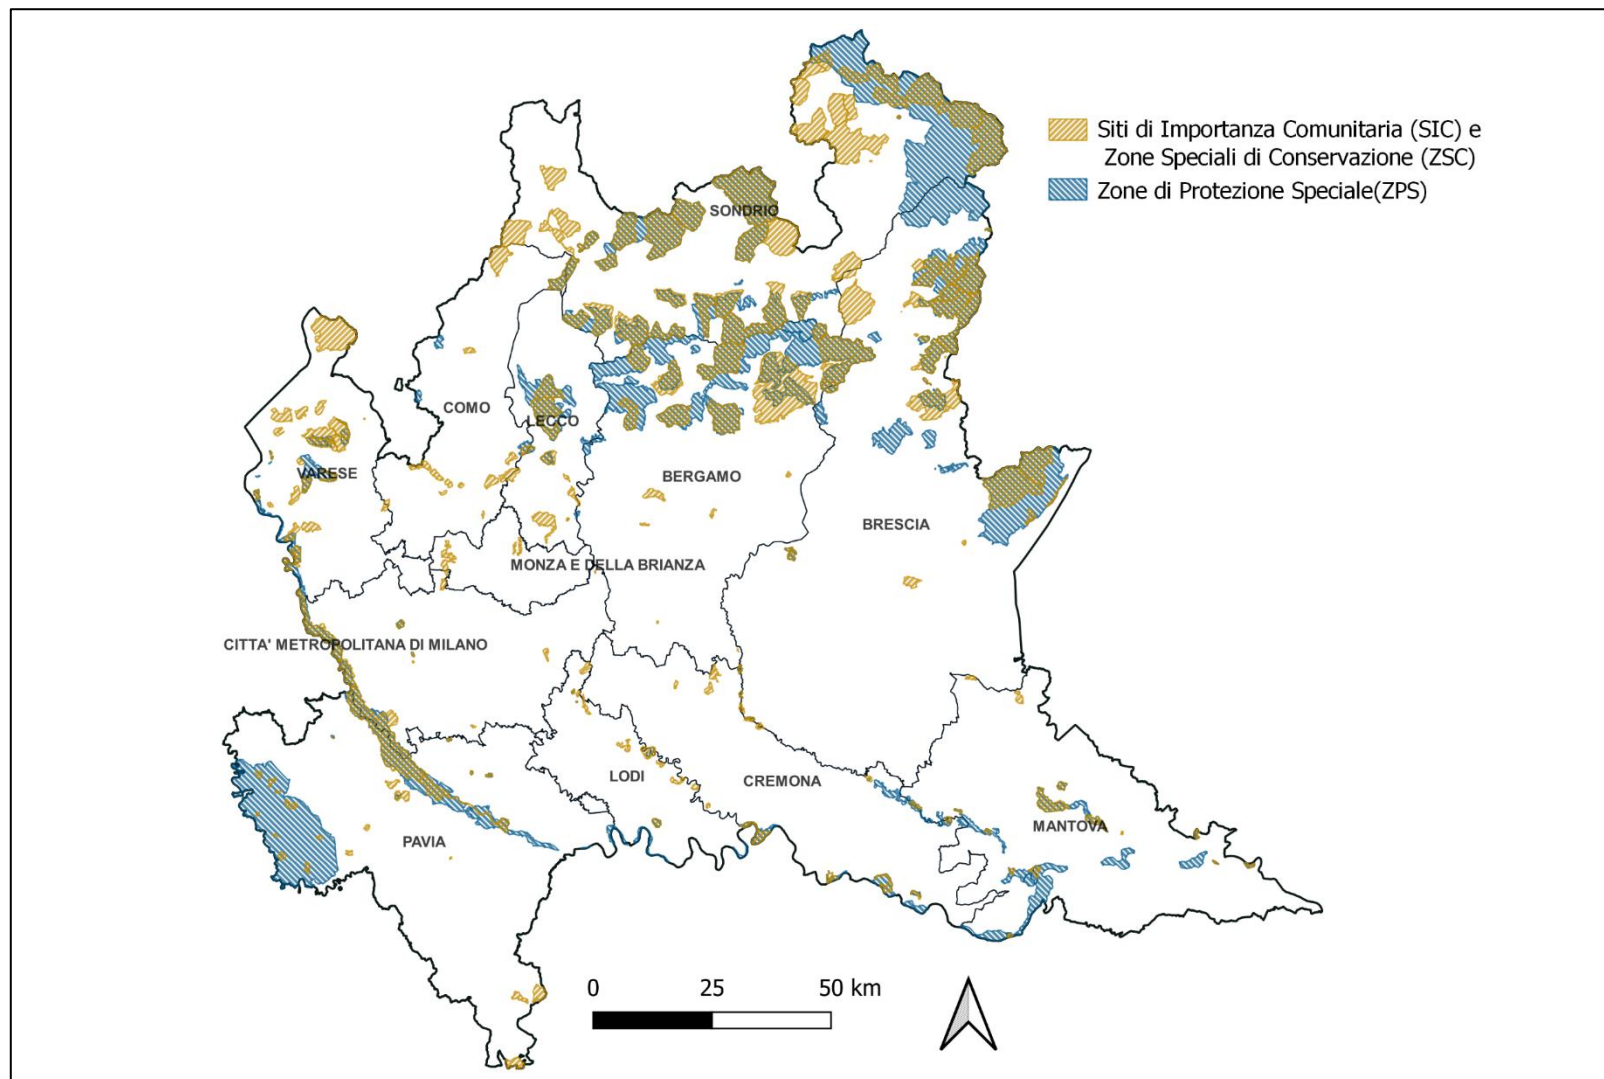 Siti di Importanza Comunitaria (SIC) e
Zone Speciali di Conservazione (ZSC)
Zone di Protezione Speciale(ZPS)
SONDRIO
COMO
LECCO
VARESE
BERGAMO
BRESCIA
MONZA E DELLA BRIANZA
CITTA' METROPOLITANA DI MILANO
LODI
CREMONA
MANTOVA
PAVIA
0 25 50 km